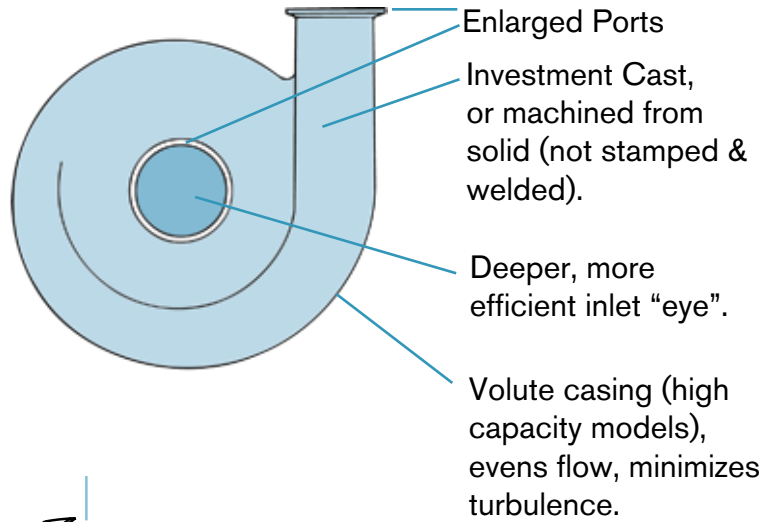 Enlarged Ports
Investment Cast,
or machined from
solid (not stamped &
welded).
Deeper, more
efficient inlet “eye”.
Volute casing (high
capacity models),
evens flow, minimizes
turbulence.